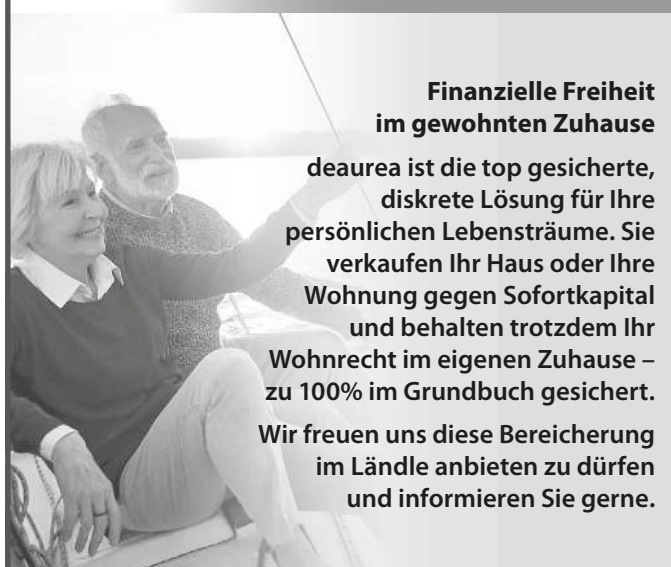 Finanzielle Freiheit
im gewohnten Zuhause
deaurea ist die top gesicherte,
diskrete Lösung für Ihre
persönlichen Lebensträume. Sie
verkaufen Ihr Haus oder Ihre
Wohnung gegen Sofortkapital
und behalten trotzdem Ihr
Wohnrecht im eigenen Zuhause –
zu 100% im Grundbuch gesichert.
Wir freuen uns diese Bereicherung
im Ländle anbieten zu dürfen
und informieren Sie gerne.